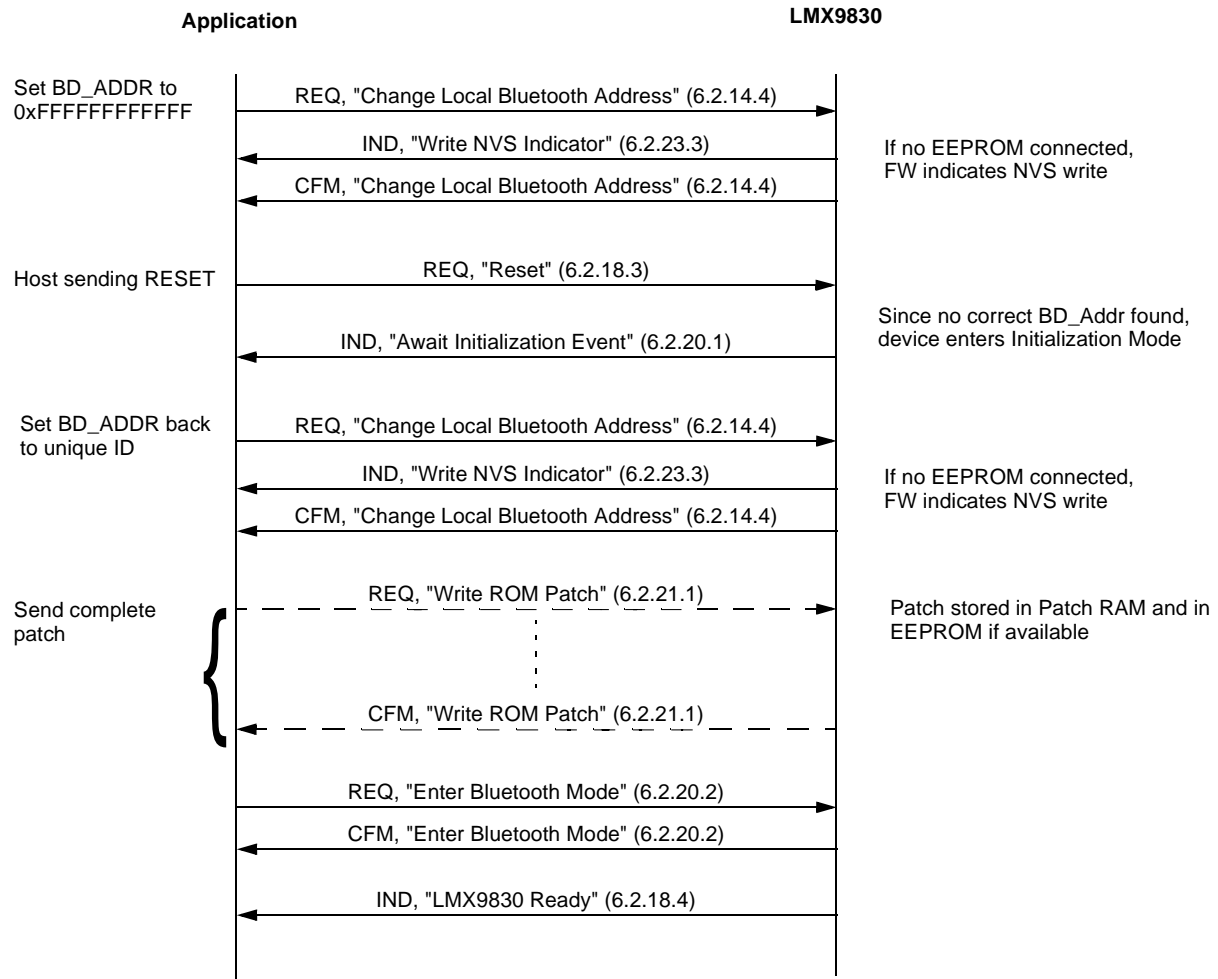 Application
LMX9830
Set BD_ADDR to
0xFFFFFFFFFFFF
REQ, "Change Local Bluetooth Address" (6.2.14.4)
IND, "Write NVS Indicator" (6.2.23.3)
If no EEPROM connected,
FW indicates NVS write
CFM, "Change Local Bluetooth Address" (6.2.14.4)
Host sending RESET
REQ, "Reset" (6.2.18.3)
Since no correct BD_Addr found,
device enters Initialization Mode
IND, "Await Initialization Event" (6.2.20.1)
Set BD_ADDR back
to unique ID
REQ, "Change Local Bluetooth Address" (6.2.14.4)
IND, "Write NVS Indicator" (6.2.23.3)
If no EEPROM connected,
FW indicates NVS write
CFM, "Change Local Bluetooth Address" (6.2.14.4)
Send complete
patch
REQ, "Write ROM Patch" (6.2.21.1)
Patch stored in Patch RAM and in
EEPROM if available
CFM, "Write ROM Patch" (6.2.21.1)
REQ, "Enter Bluetooth Mode" (6.2.20.2)
CFM, "Enter Bluetooth Mode" (6.2.20.2)
IND, "LMX9830 Ready" (6.2.18.4)